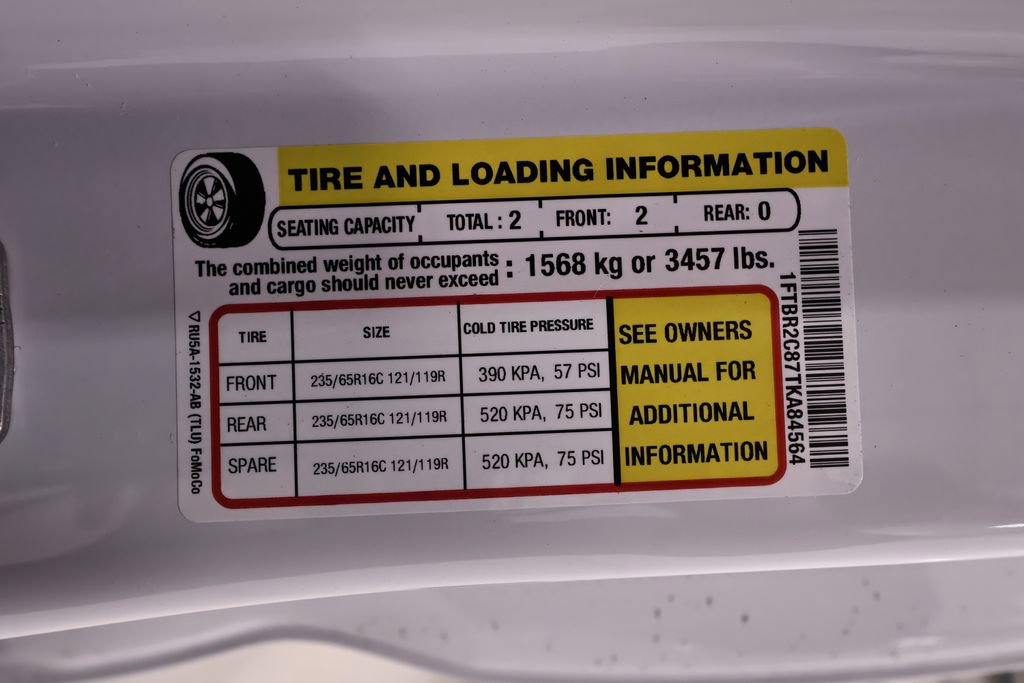 TIRE AND LOADING INFORMATION
SEATING CAPACITY TOTAL : 2 FRONT: 2 REAR: 0
The combined weight of occupants
and cargo should never exceed : 1568 kg or 3457 lbs.
TIRE SIZE COLD TIRE PRESSURE
FRONT 235/65R16C 121/119R 390 KPA, 57 PSI
REAR 235/65R16C 121/119R 520 KPA, 75 PSI
SPARE 235/65R16C 121/119R 520 KPA, 75 PSI
SEE OWNERS
MANUAL FOR
ADDITIONAL
INFORMATION
▽RU5A-1532-AB (TLU) FoMoCo
1FTBR2C87TKA84564